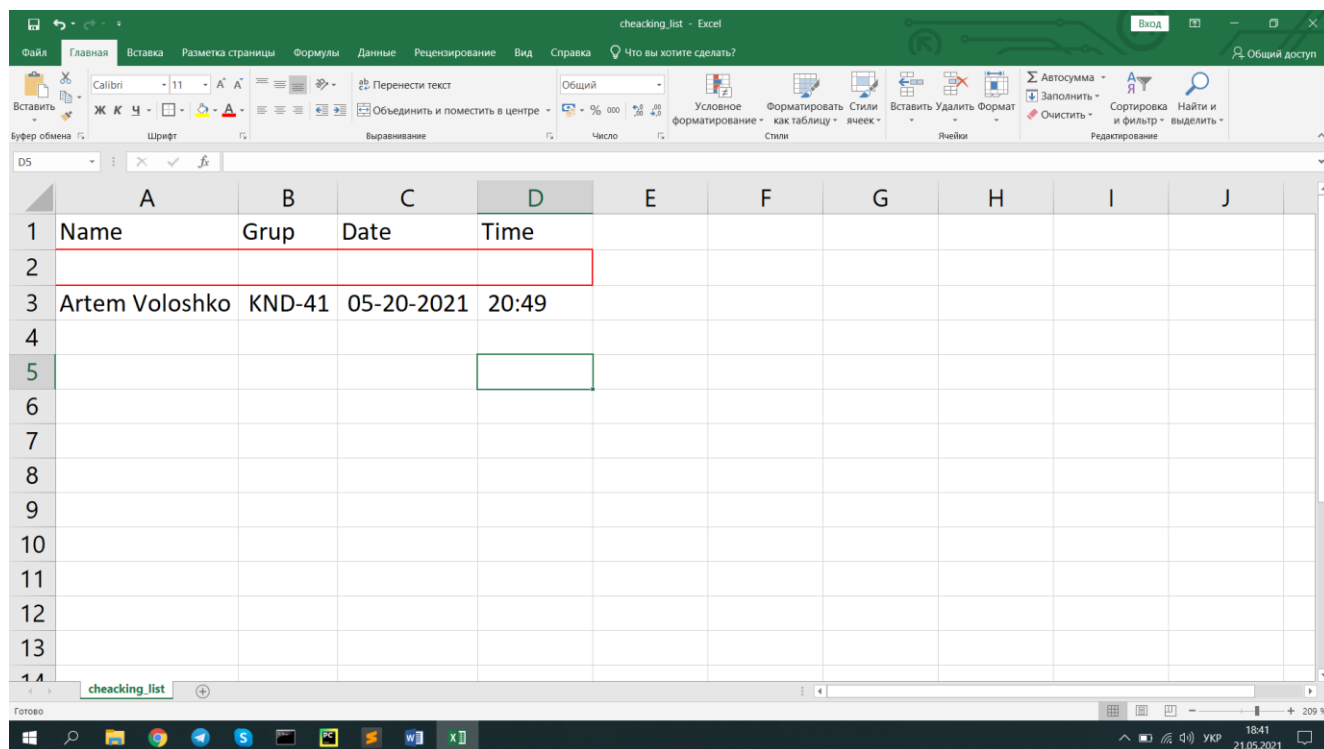 cheacking_list - Excel
Вход
Файл Главная Вставка Разметка страницы Формулы Данные Рецензирование Вид Справка Что вы хотите сделать? Общий доступ
Вставить
Буфер обмена
Calibri 11
Ж К Ч
Шрифт
Перенести текст
Объединить и поместить в центре
Выравнивание
Общий
% 000
Число
Условное форматирование
Форматировать как таблицу
Стили ячеек
Стили
Вставить Удалить Формат
Ячейки
Автосумма
Заполнить
Очистить
Сортировка и фильтр
Найти и выделить
Редактирование
D5 fx
A B C D E F G H I J
1 Name Grup Date Time
2
3 Artem Voloshko KND-41 05-20-2021 20:49
4
5
6
7
8
9
10
11
12
13
14
cheacking_list
Готово
209 %
УКР 18:41
21.05.2021